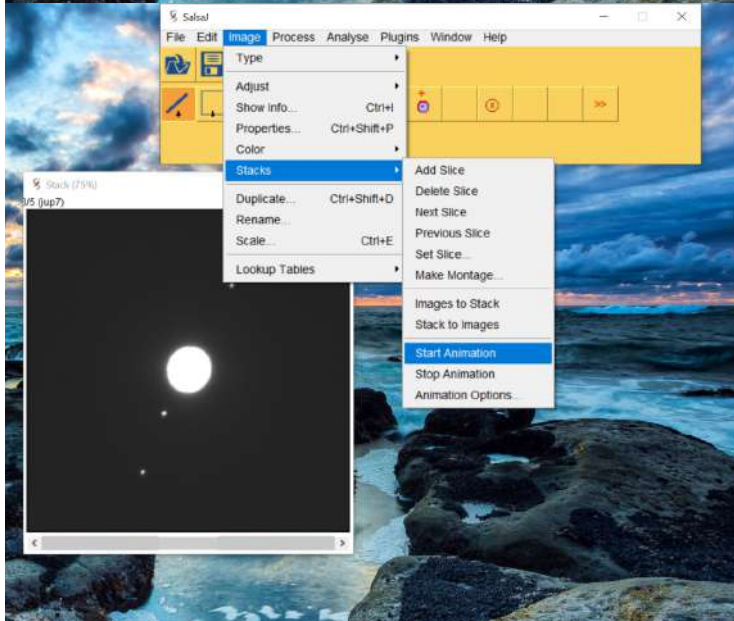 SalsaJ
File Edit Image Process Analyse Plugins Window Help
Type
Adjust
Show Info... Ctrl+I
Properties... Ctrl+Shift+P
Color
Stacks
Duplicate... Ctrl+Shift+D
Rename...
Scale... Ctrl+E
Lookup Tables
Add Slice
Delete Slice
Next Slice
Previous Slice
Set Slice...
Make Montage...
Images to Stack
Stack to Images
Start Animation
Stop Animation
Animation Options...
>>
Stack (75%)
/5 (jup7)